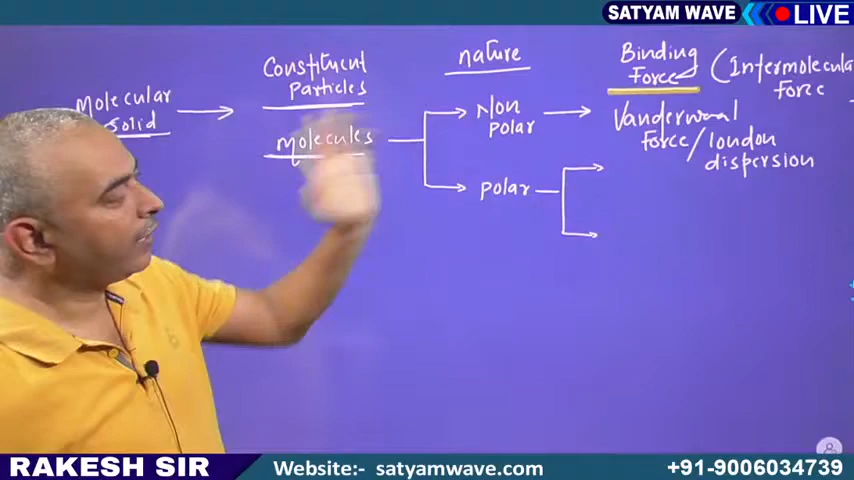 SATYAM WAVE LIVE
Molecular
solid
Constituent
Particles
molecules
nature
Non
polar
polar
Binding
Force
(Intermolecular
Force
Vanderwaal
Force/london
dispersion
RAKESH SIR
Website:- satyamwave.com
+91-9006034739